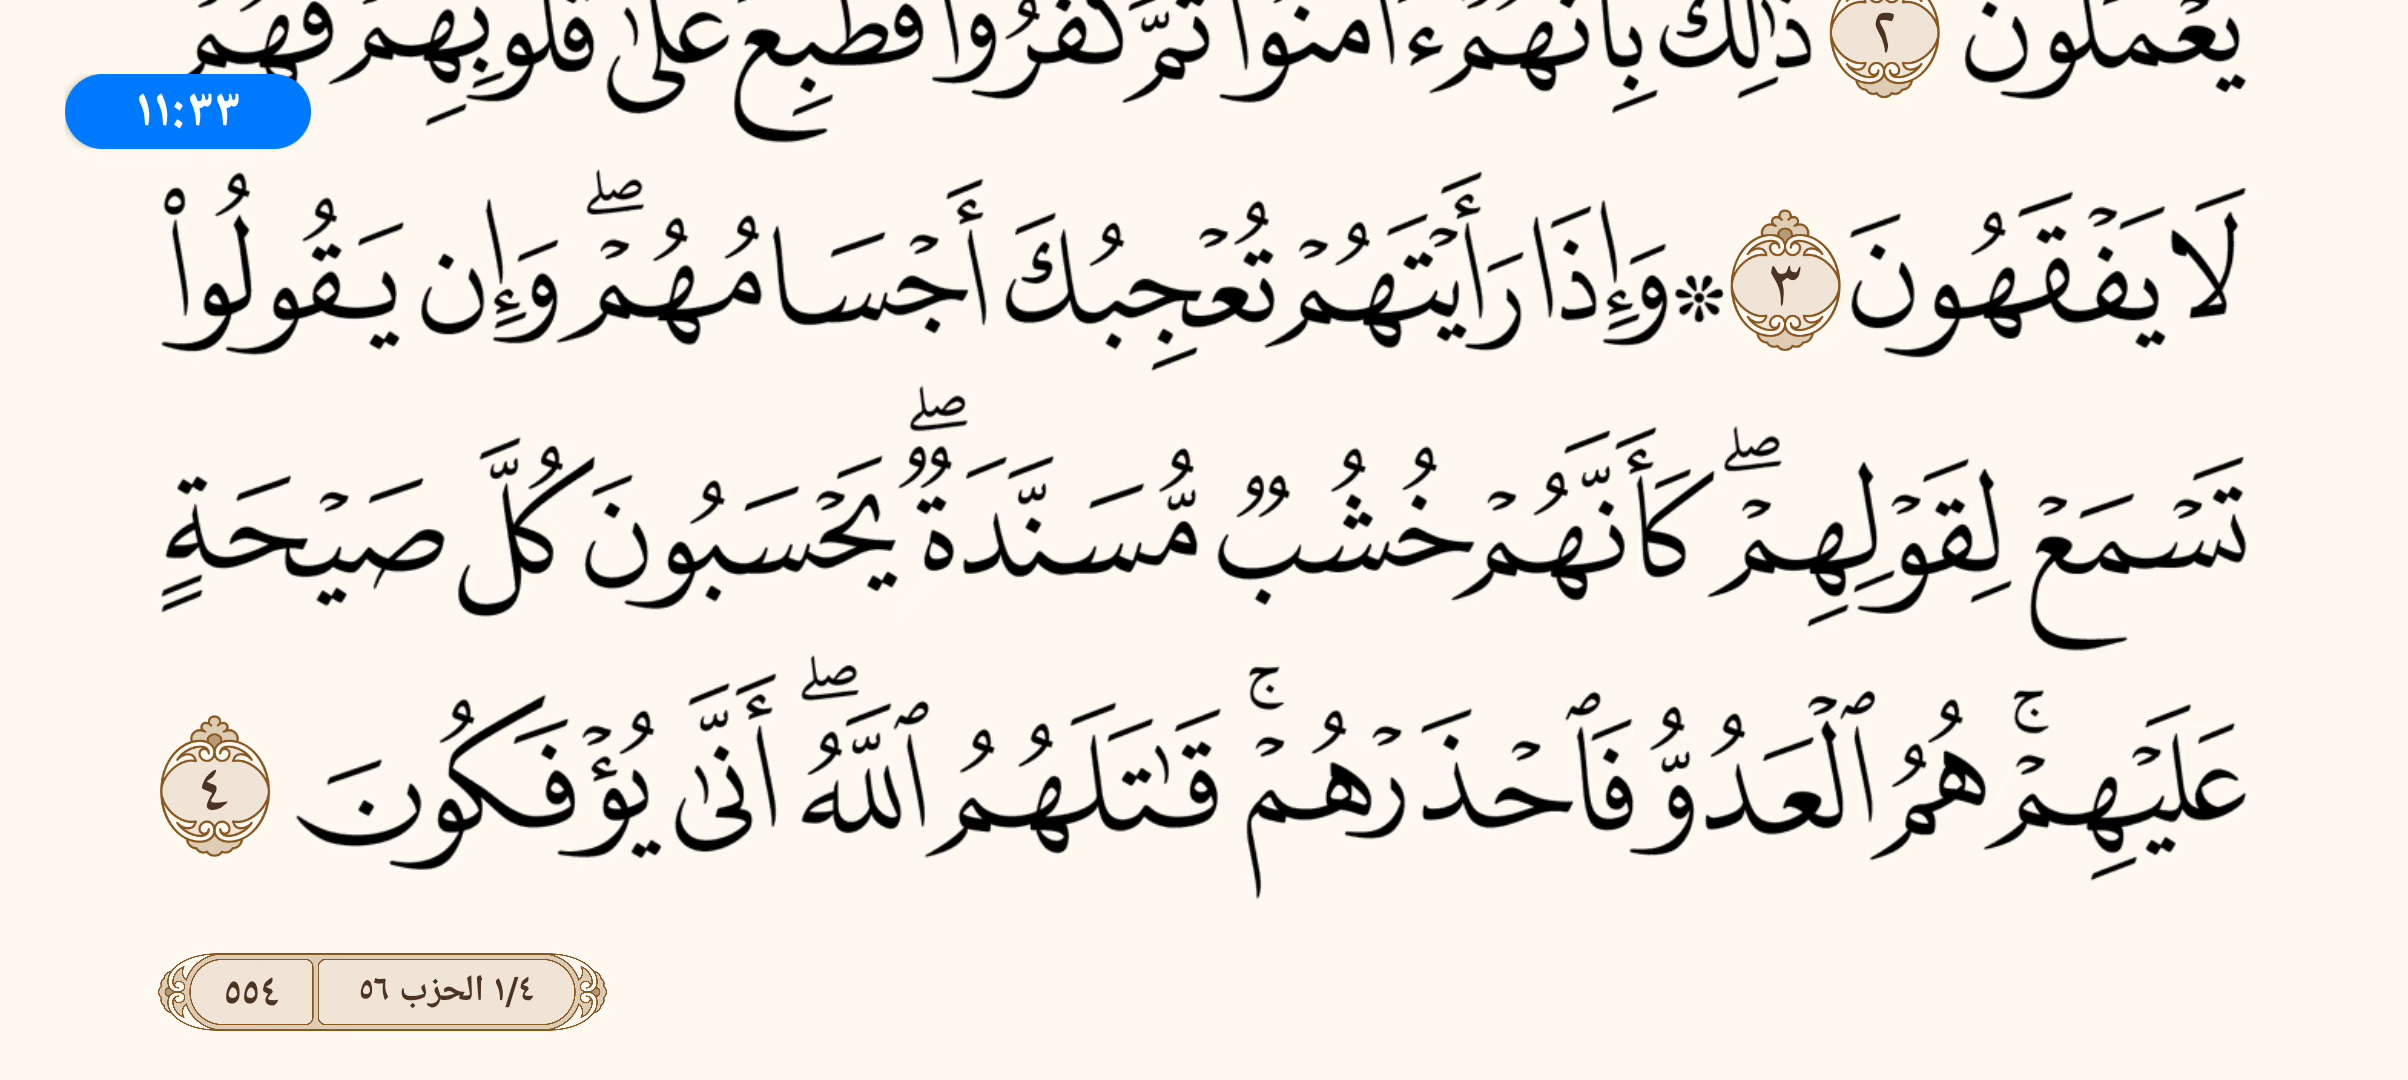 يَعْمَلُونَ ٢ ذَٰلِكَ بِأَنَّهُمْ ءَامَنُوا۟ ثُمَّ كَفَرُوا۟ فَطُبِعَ عَلَىٰ قُلُوبِهِمْ فَهُمْ
١١:٣٣
لَا يَفْقَهُونَ ٣ ۞ وَإِذَا رَأَيْتَهُمْ تُعْجِبُكَ أَجْسَامُهُمْ ۖ وَإِن يَقُولُوا۟
تَسْمَعْ لِقَوْلِهِمْ ۖ كَأَنَّهُمْ خُشُبٌ مُّسَنَّدَةٌ ۖ يَحْسَبُونَ كُلَّ صَيْحَةٍ
عَلَيْهِمْ ۚ هُمُ ٱلْعَدُوُّ فَٱحْذَرْهُمْ ۚ قَـٰتَلَهُمُ ٱللَّهُ ۖ أَنَّىٰ يُؤْفَكُونَ ٤
١/٤ الحزب ٥٦
٥٥٤